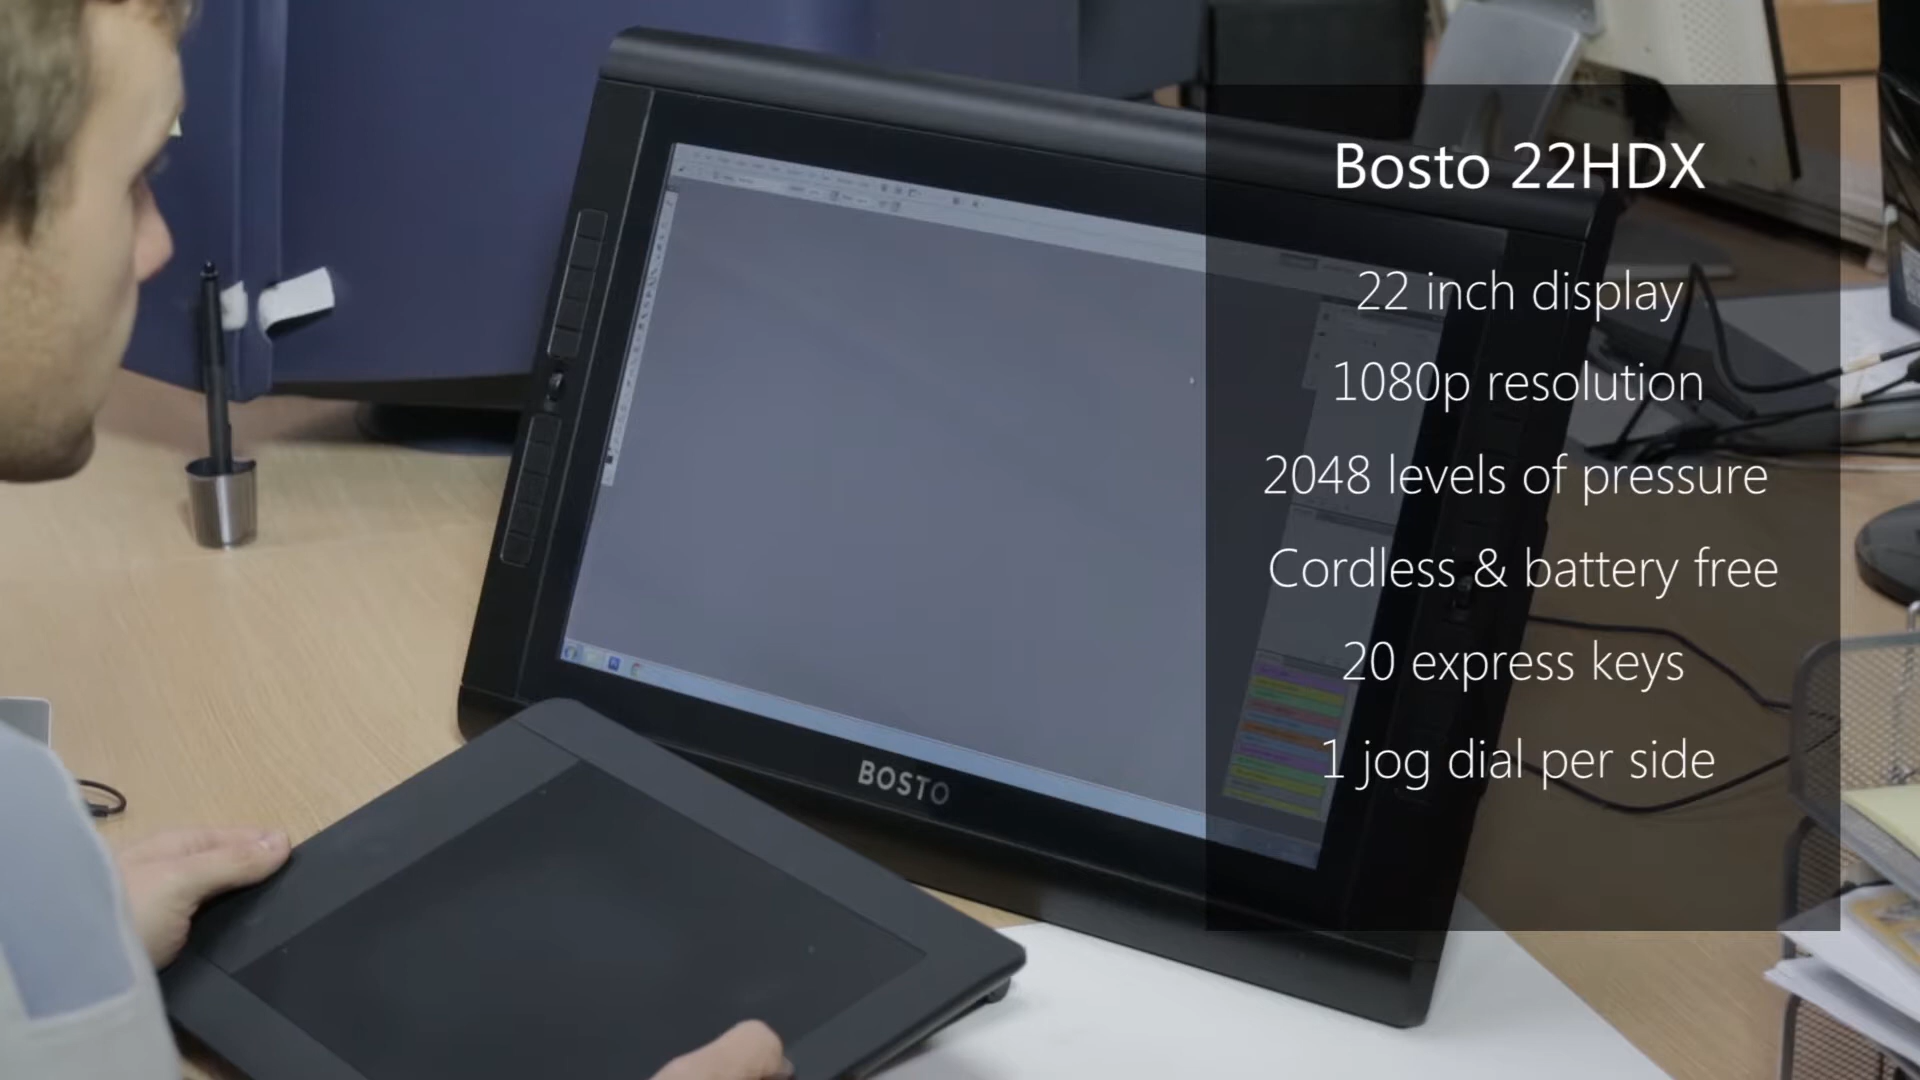 Bosto 22HDX
22 inch display
1080p resolution
2048 levels of pressure
Cordless & battery free
20 express keys
1 jog dial per side
BOSTO